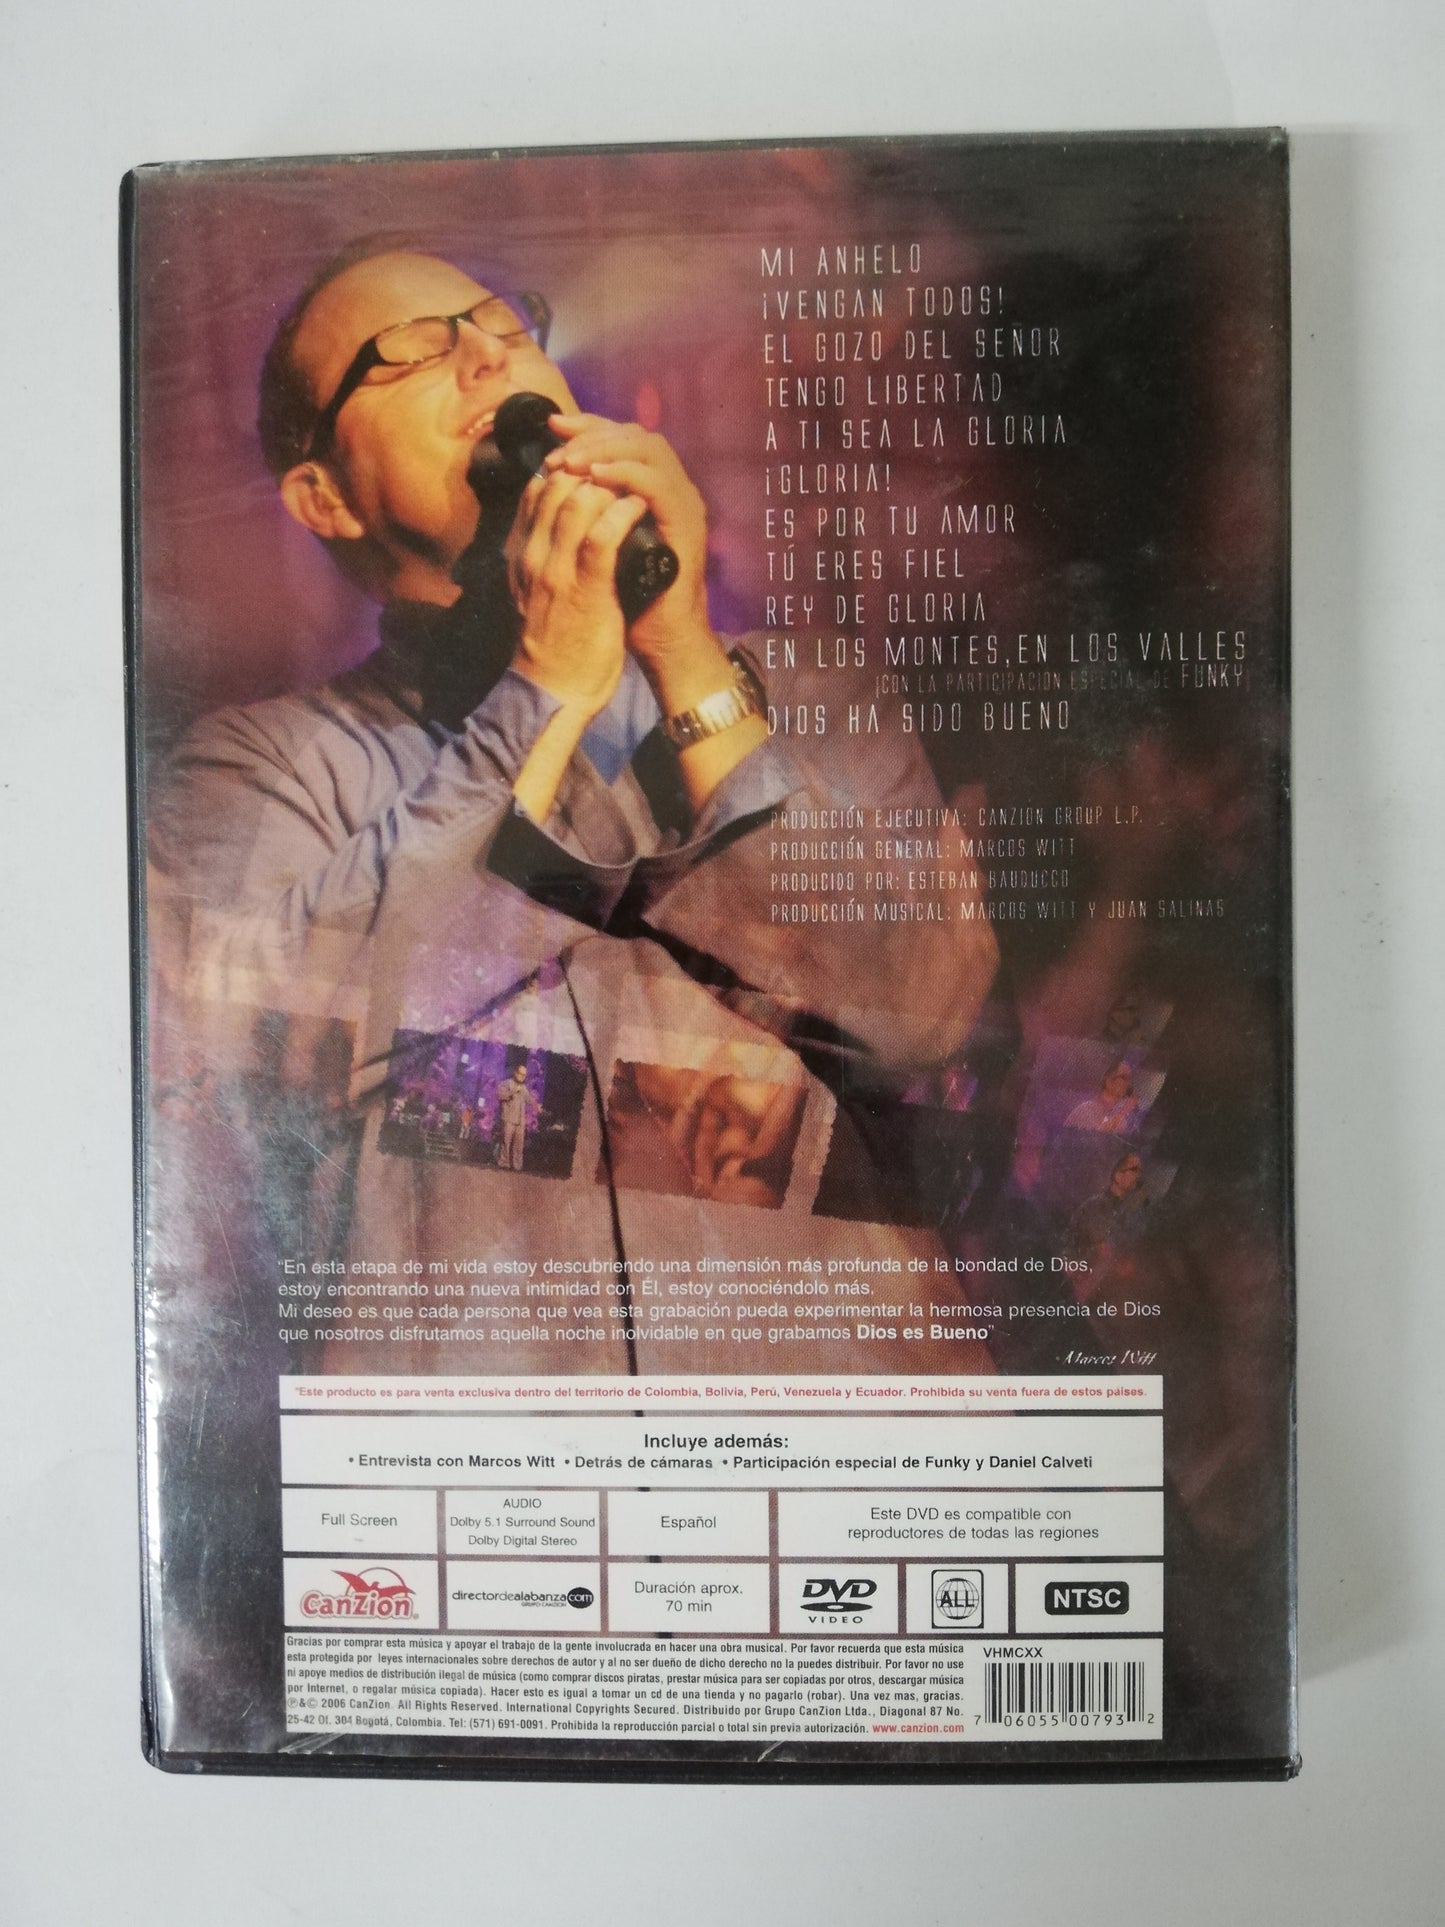 MI ANHELO
¡VENGAN TODOS!
EL GOZO DEL SEÑOR
TENGO LIBERTAD
A TI SEA LA GLORIA
¡GLORIA!
ES POR TU AMOR
TÚ ERES FIEL
REY DE GLORIA
EN LOS MONTES, EN LOS VALLES
(CON LA PARTICIPACION ESPECIAL DE FUNKY)
DIOS HA SIDO BUENO
PRODUCCIÓN EJECUTIVA: CANZION GROUP L.P.
PRODUCCIÓN GENERAL: MARCOS WITT
PRODUCIDO POR: ESTEBAN BAUDUCCO
PRODUCCIÓN MUSICAL: MARCOS WITT Y JUAN SALINAS
"En esta etapa de mi vida estoy descubriendo una dimensión más profunda de la bondad de Dios,
estoy encontrando una nueva intimidad con Él, estoy conociéndolo más.
Mi deseo es que cada persona que vea esta grabación pueda experimentar la hermosa presencia de Dios
que nosotros disfrutamos aquella noche inolvidable en que grabamos Dios es Bueno"
- Marcos Witt
"Este producto es para venta exclusiva dentro del territorio de Colombia, Bolivia, Perú, Venezuela y Ecuador. Prohibida su venta fuera de estos países.
Incluye además:
• Entrevista con Marcos Witt • Detrás de cámaras • Participación especial de Funky y Daniel Calveti
Full Screen
AUDIO
Dolby 5.1 Surround Sound
Dolby Digital Stereo
Español
Este DVD es compatible con
reproductores de todas las regiones
CanZion®
directordealabanza.com
GRUPO CANZION
Duración aprox.
70 min
DVD
VIDEO
ALL
NTSC
Gracias por comprar esta música y apoyar el trabajo de la gente involucrada en hacer una obra musical. Por favor recuerda que esta música
esta protegida por leyes internacionales sobre derechos de autor y al no ser dueño de dicho derecho no la puedes distribuir. Por favor no use
ni apoye medios de distribución ilegal de música (como comprar discos piratas, prestar música para ser copiadas por otros, descargar música
por Internet, o regalar música copiada). Hacer esto es igual a tomar un cd de una tienda y no pagarlo (robar). Una vez mas, gracias.
℗&© 2006 CanZion. All Rights Reserved. International Copyrights Secured. Distribuido por Grupo CanZion Ltda., Diagonal 87 No.
25-42 Of. 304 Bogotá, Colombia. Tel: (571) 691-0091. Prohibida la reproducción parcial o total sin previa autorización. www.canzion.com
VHMCXX
7 06055 00793 2